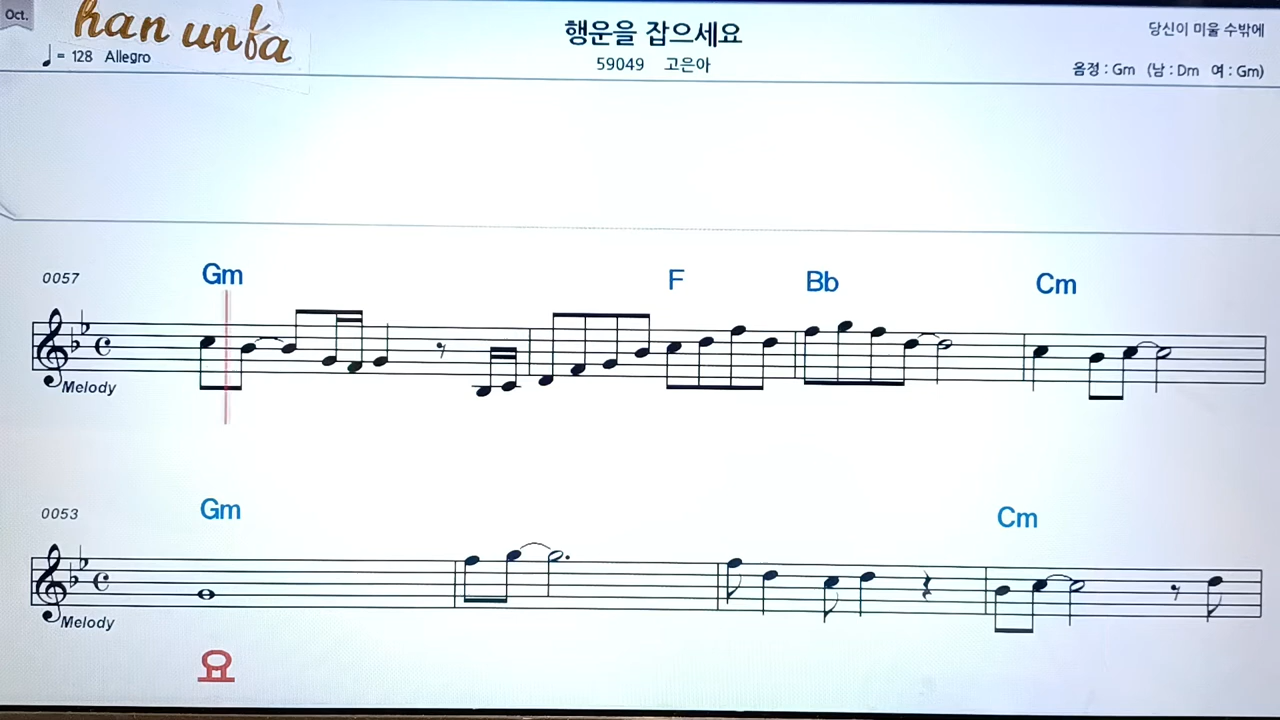 Oct.
han unfa
♩= 128 Allegro
행운을 잡으세요
59049 고은아
당신이 미울 수밖에
음정 : Gm (남 : Dm 여 : Gm)
0057
Gm F Bb Cm
Melody
0053
Gm Cm
Melody
요